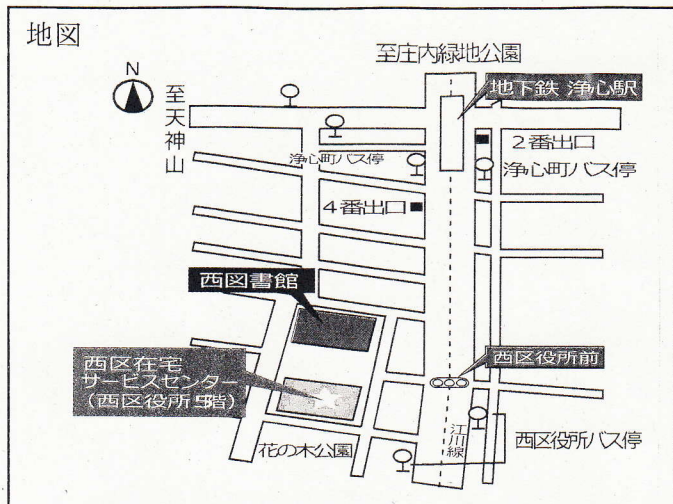 地図
至庄内緑地公園
N
至天神山
地下鉄 浄心駅
2番出口
浄心町バス停
浄心町バス停
4番出口
西図書館
西区役所前
西区在宅
サービスセンター
(西区役所5階)
江川線
西区役所バス停
花の木公園